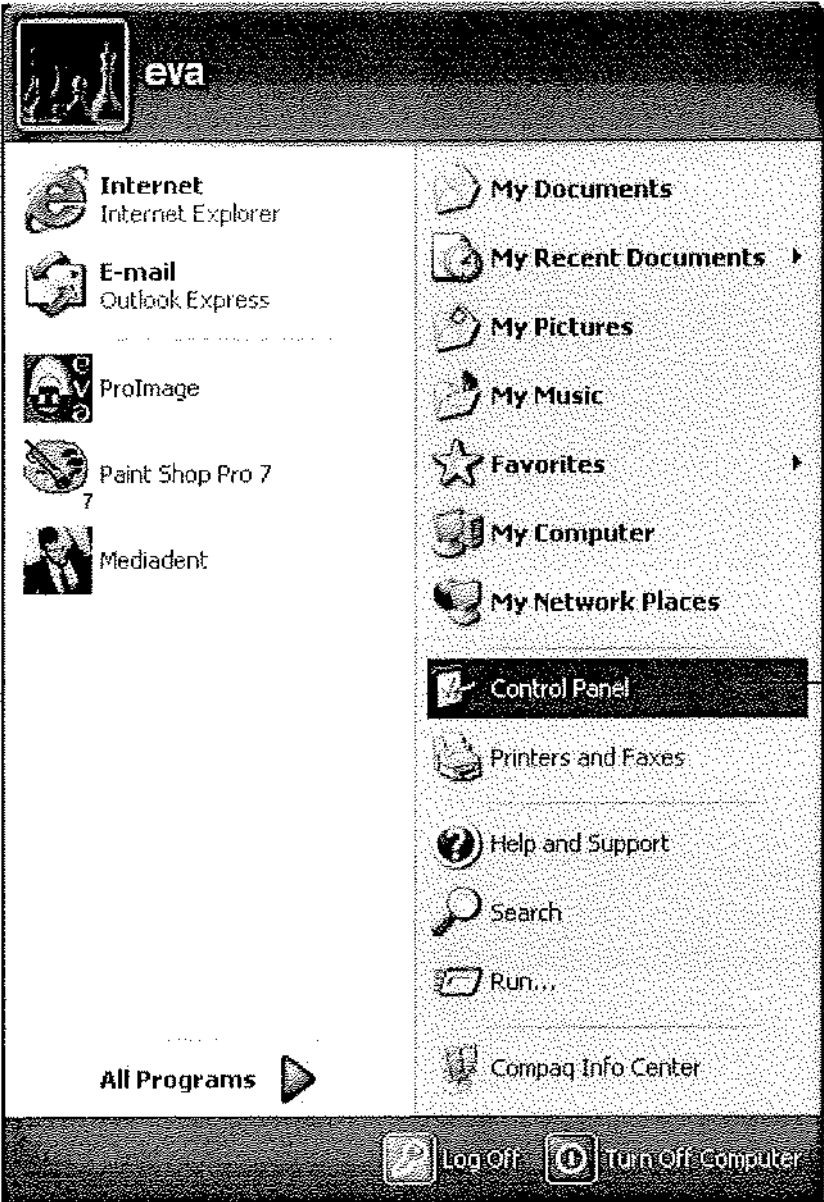 eva
Internet
Internet Explorer
E-mail
Outlook Express
ProImage
eva
Paint Shop Pro 7
7
Mediadent
All Programs
My Documents
My Recent Documents
My Pictures
My Music
Favorites
My Computer
My Network Places
Control Panel
Printers and Faxes
Help and Support
Search
Run...
Compaq Info Center
Log Off
Turn Off Computer